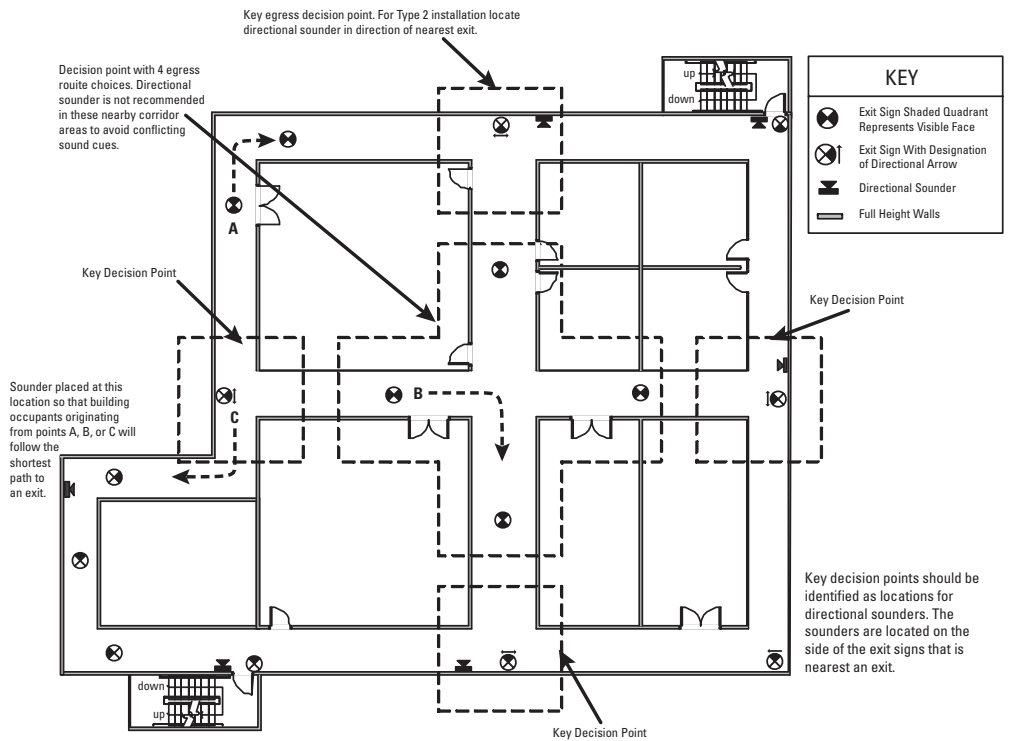 Key egress decision point. For Type 2 installation locate
directional sounder in direction of nearest exit.
Decision point with 4 egress
rouite choices. Directional
sounder is not recommended
in these nearby corridor
areas to avoid conflicting
sound cues.
up
down
KEY
Exit Sign Shaded Quadrant
Represents Visible Face
Exit Sign With Designation
of Directional Arrow
Directional Sounder
Full Height Walls
A
Key Decision Point
Key Decision Point
B
C
Sounder placed at this
location so that building
occupants originating
from points A, B, or C will
follow the
shortest
path to
an exit.
Key decision points should be
identified as locations for
directional sounders. The
sounders are located on the
side of the exit signs that is
nearest an exit.
down
up
Key Decision Point